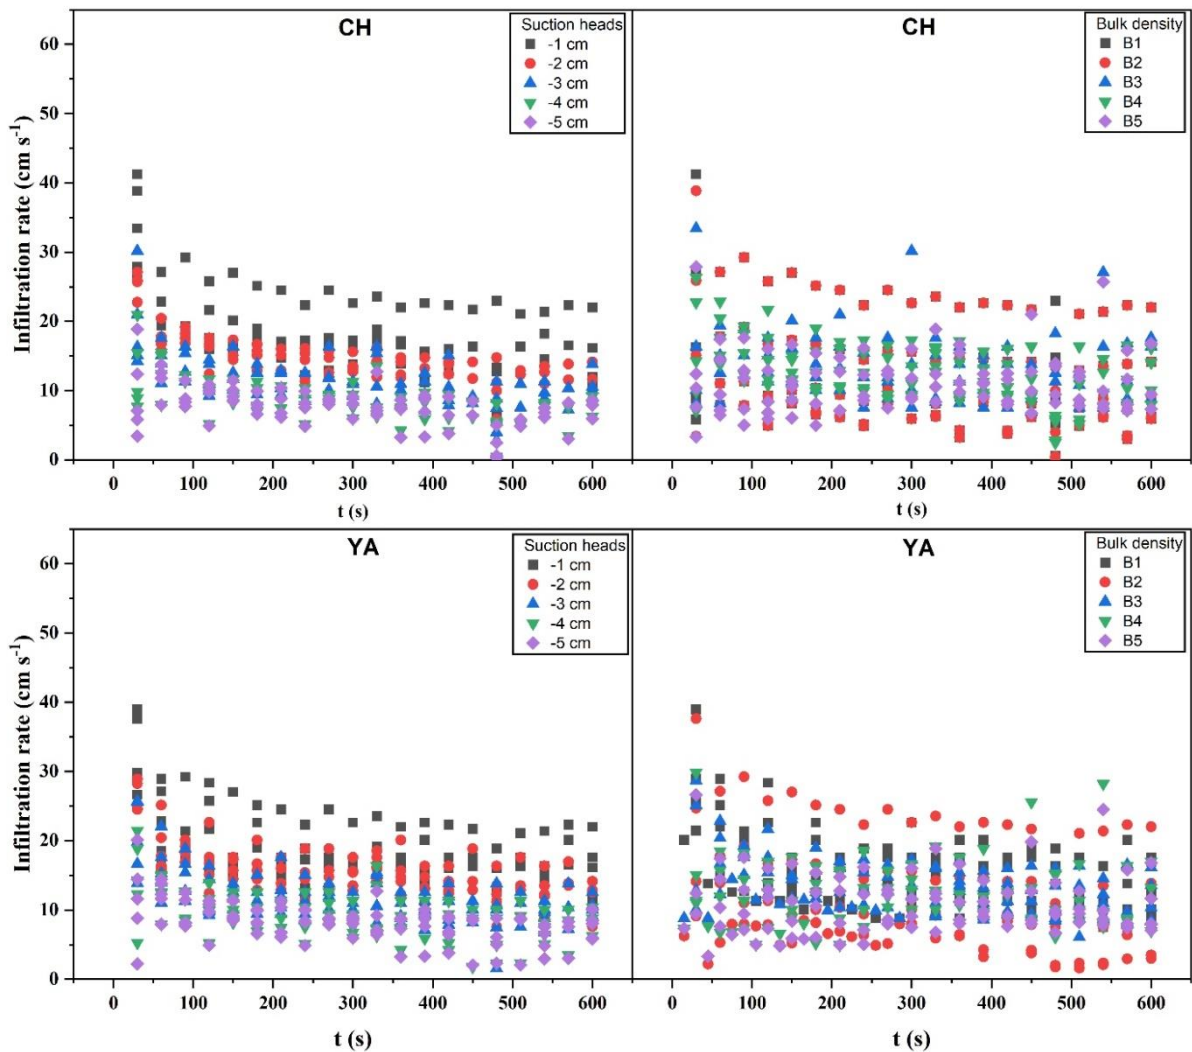 CH
Suction heads
-1 cm
-2 cm
-3 cm
-4 cm
-5 cm
CH
Bulk density
B1
B2
B3
B4
B5
60
50
40
30
20
10
0
Infiltration rate (cm s⁻¹)
0 100 200 300 400 500 600
t (s)
0 100 200 300 400 500 600
t (s)
YA
Suction heads
-1 cm
-2 cm
-3 cm
-4 cm
-5 cm
YA
Bulk density
B1
B2
B3
B4
B5
60
50
40
30
20
10
0
Infiltration rate (cm s⁻¹)
0 100 200 300 400 500 600
t (s)
0 100 200 300 400 500 600
t (s)